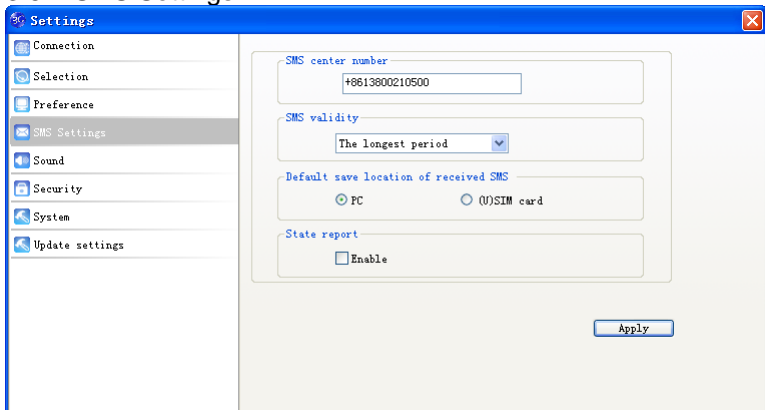 Settings
Connection
Selection
Preference
SMS Settings
Sound
Security
System
Update settings
SMS center number
+8613800210500
SMS validity
The longest period
Default save location of received SMS
PC
(U)SIM card
State report
Enable
Apply